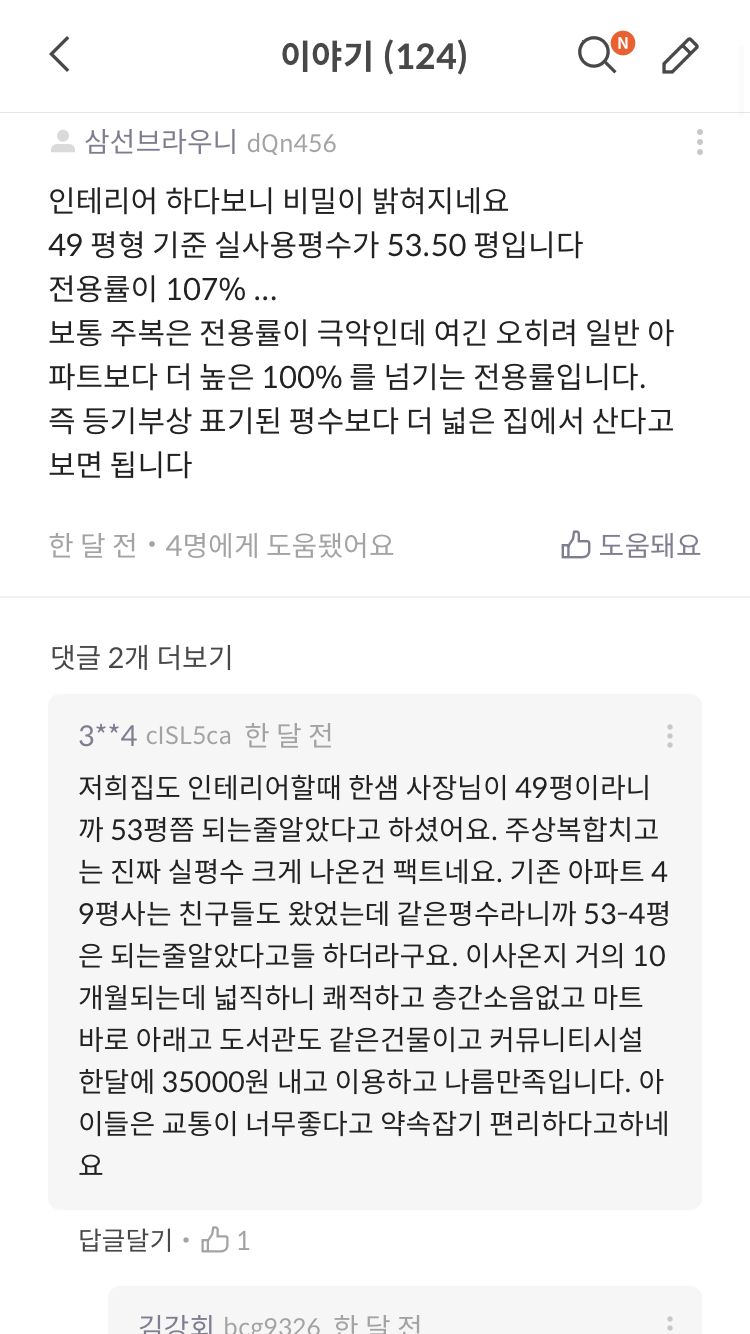 이야기 (124)
N
삼선브라우니 dQn456
인테리어 하다보니 비밀이 밝혀지네요
49 평형 기준 실사용평수가 53.50 평입니다
전용률이 107% ...
보통 주복은 전용률이 극악인데 여긴 오히려 일반 아
파트보다 더 높은 100% 를 넘기는 전용률입니다.
즉 등기부상 표기된 평수보다 더 넓은 집에서 산다고
보면 됩니다
한 달 전 • 4명에게 도움됐어요
도움돼요
댓글 2개 더보기
3**4 cISL5ca 한 달 전
저희집도 인테리어할때 한샘 사장님이 49평이라니
까 53평쯤 되는줄알았다고 하셨어요. 주상복합치고
는 진짜 실평수 크게 나온건 팩트네요. 기존 아파트 4
9평사는 친구들도 왔었는데 같은평수라니까 53-4평
은 되는줄알았다고들 하더라구요. 이사온지 거의 10
개월되는데 넓직하니 쾌적하고 층간소음없고 마트
바로 아래고 도서관도 같은건물이고 커뮤니티시설
한달에 35000원 내고 이용하고 나름만족입니다. 아
이들은 교통이 너무좋다고 약속잡기 편리하다고하네
요
답글달기 • 1
김강회 bcg9326 한 달 전